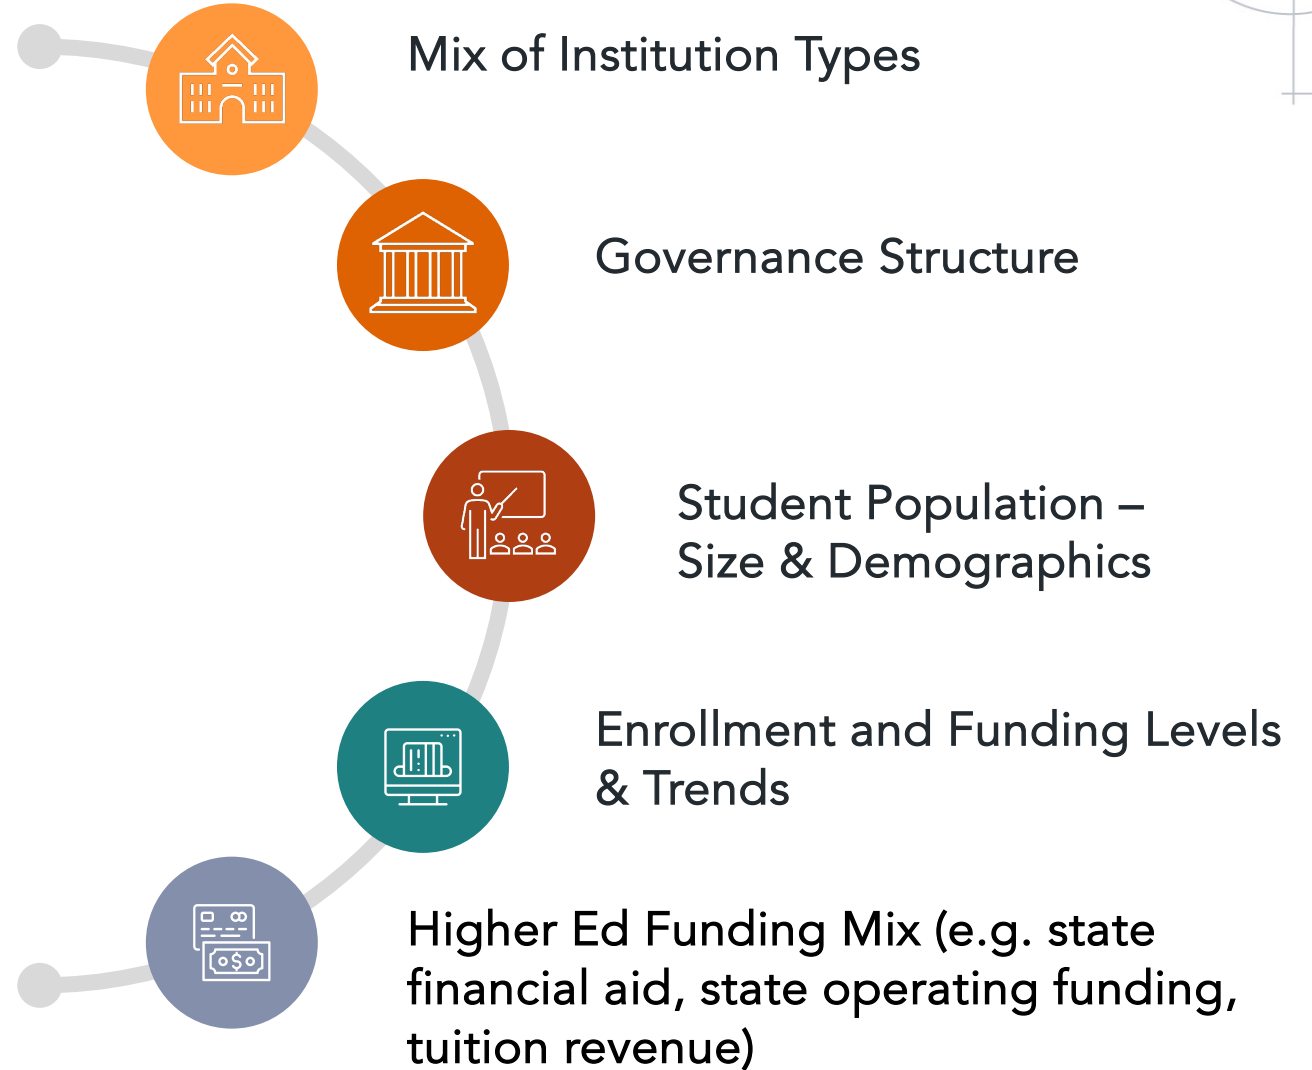 Mix of Institution Types
Governance Structure
Student Population –
Size & Demographics
Enrollment and Funding Levels
& Trends
Higher Ed Funding Mix (e.g. state
financial aid, state operating funding,
tuition revenue)